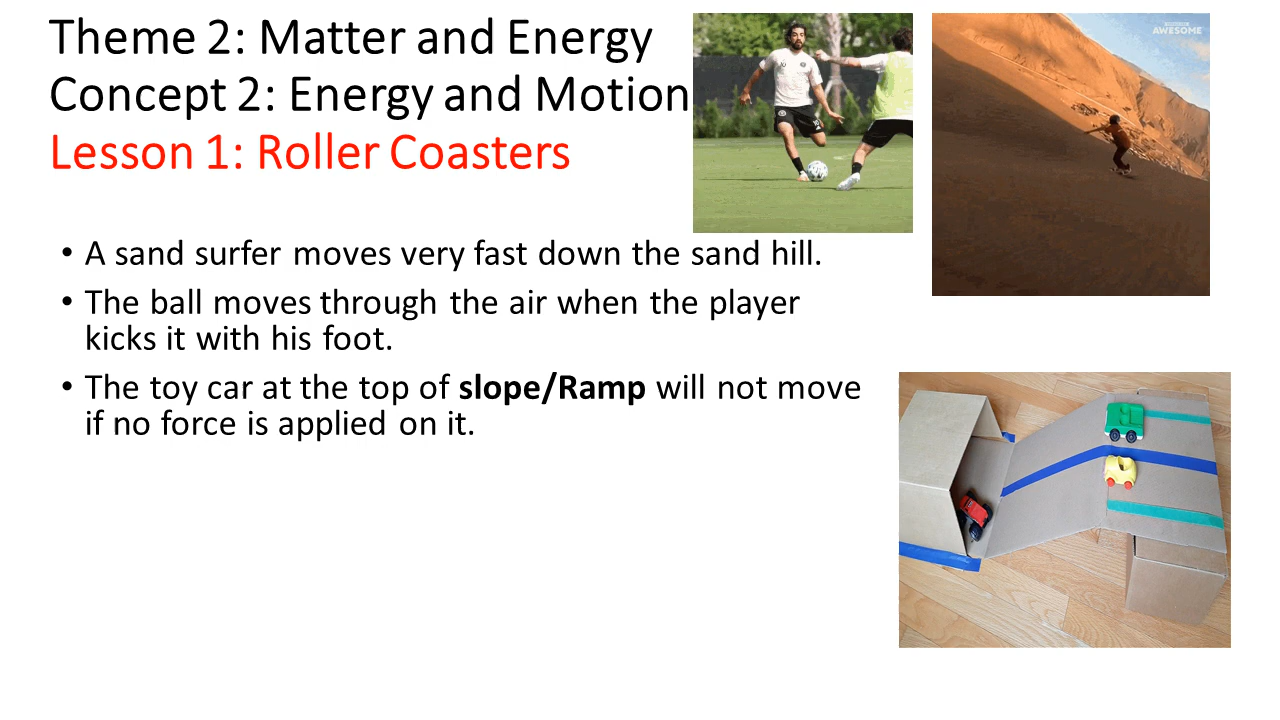 Theme 2: Matter and Energy
Concept 2: Energy and Motion
Lesson 1: Roller Coasters
AWESOME
• A sand surfer moves very fast down the sand hill.
• The ball moves through the air when the player
kicks it with his foot.
• The toy car at the top of slope/Ramp will not move
if no force is applied on it.